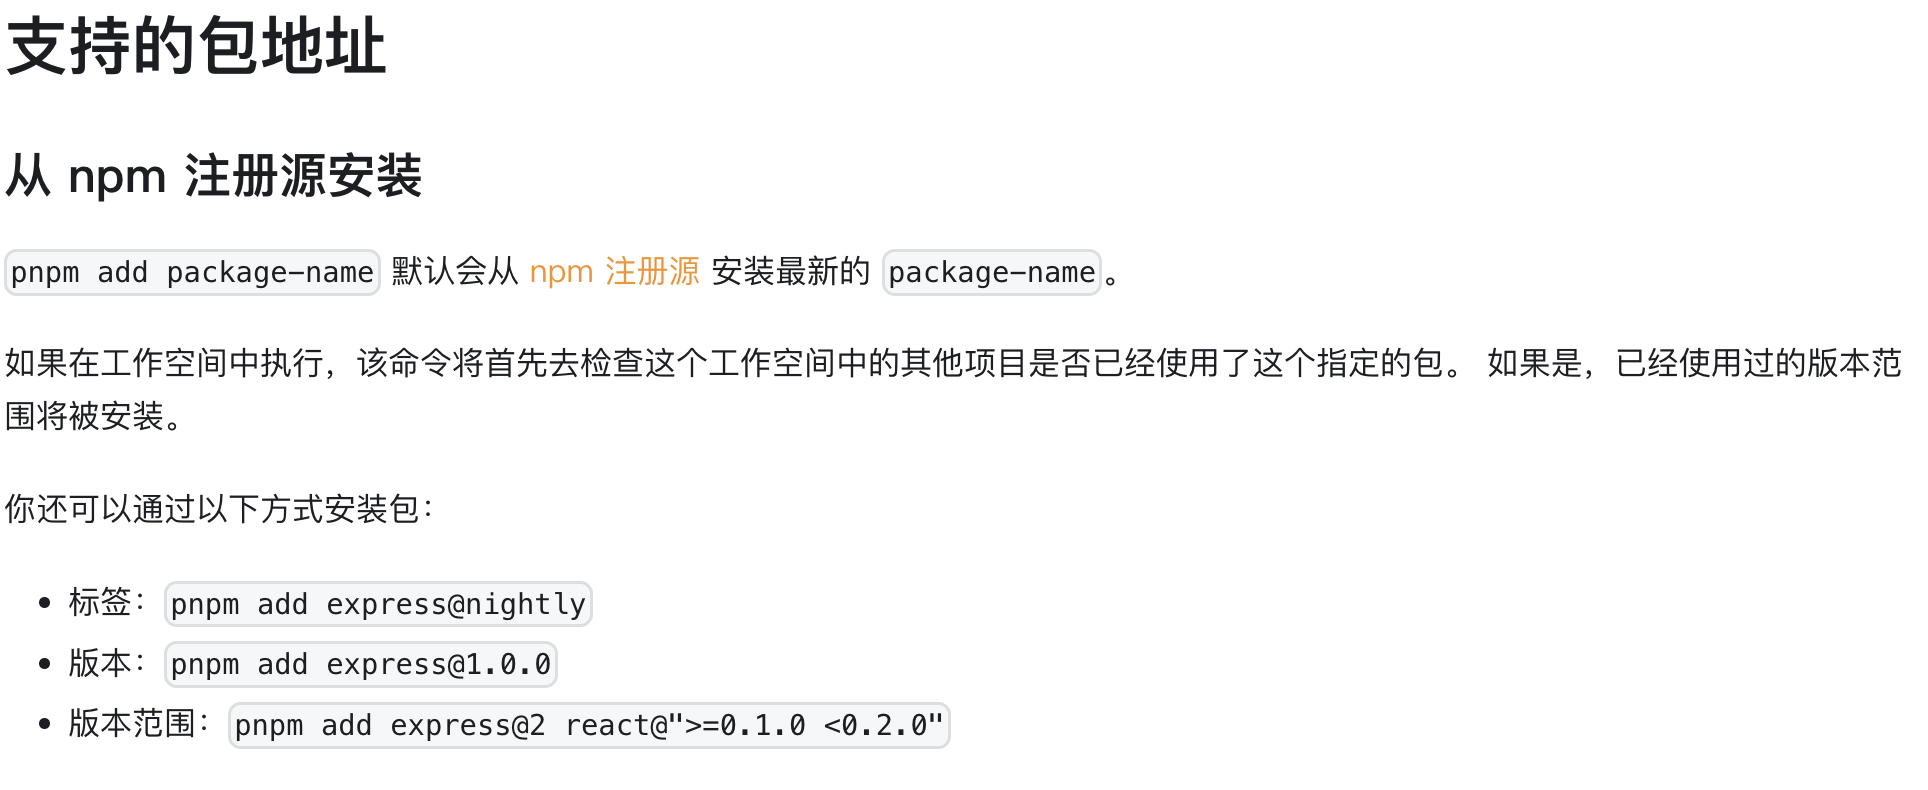 支持的包地址
从 npm 注册源安装
pnpm add package-name 默认会从 npm 注册源 安装最新的 package-name。
如果在工作空间中执行，该命令将首先去检查这个工作空间中的其他项目是否已经使用了这个指定的包。 如果是，已经使用过的版本范
围将被安装。
你还可以通过以下方式安装包：
• 标签： pnpm add express@nightly
• 版本： pnpm add express@1.0.0
• 版本范围： pnpm add express@2 react@">=0.1.0 <0.2.0"